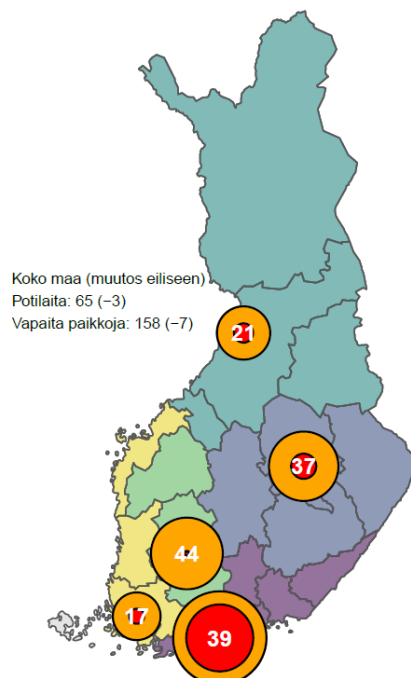 Koko maa (muutos eiliseen)
Potilaita: 65 (−3)
Vapaita paikkoja: 158 (−7)
21
37
44
17
39